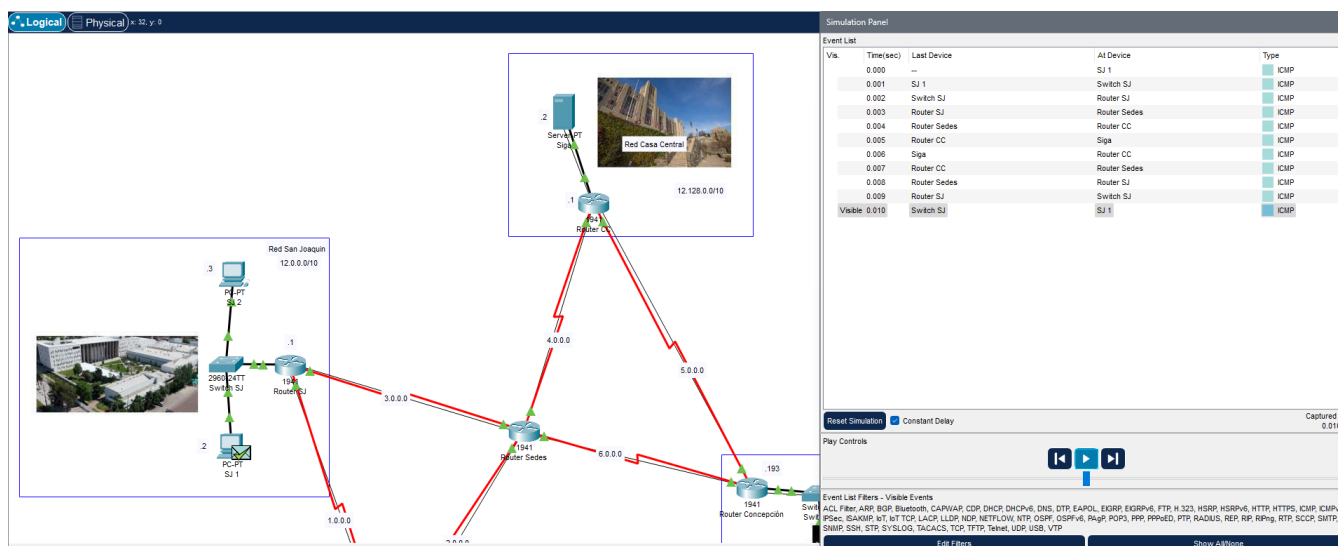 Logical
Physical
x: 32, y: 0
Simulation Panel
Event List
Vis. Time(sec) Last Device At Device Type
0.000 -- SJ 1 ICMP
0.001 SJ 1 Switch SJ ICMP
0.002 Switch SJ Router SJ ICMP
0.003 Router SJ Router Sedes ICMP
0.004 Router Sedes Router CC ICMP
0.005 Router CC Siga ICMP
0.006 Siga Router CC ICMP
0.007 Router CC Router Sedes ICMP
0.008 Router Sedes Router SJ ICMP
0.009 Router SJ Switch SJ ICMP
Visible 0.010 Switch SJ SJ 1 ICMP
.2
Server-PT
Siga
Red Casa Central
12.128.0.0/10
.1
1941
Router CC
Red San Joaquin
12.0.0.0/10
.3
PC-PT
SJ 2
2960-24TT
Switch SJ
.1
1941
Router SJ
.2
PC-PT
SJ 1
3.0.0.0
4.0.0.0
5.0.0.0
1941
Router Sedes
6.0.0.0
1.0.0.0
.193
1941
Router Concepción
Reset Simulation
Constant Delay
Captured
Play Controls
Event List Filters - Visible Events
ACL Filter, ARP, BGP, Bluetooth, CAPWAP, CDP, DHCP, DHCPv6, DNS, DTP, EAPOL, EIGRP, EIGRPv6, FTP, H.323, HSRP, HSRPv6, HTTP, HTTPS, ICMP, ICMPv
IPSec, ISAKMP, IoT, IoT TCP, LACP, LLDP, NDP, NETFLOW, NTP, OSPF, OSPFv6, PAgP, POP3, PPP, PPPoED, PTP, RADIUS, REP, RIP, RIPng, RTP, SCCP, SMTP,
SNMP, SSH, STP, SYSLOG, TACACS, TCP, TFTP, Telnet, UDP, USB, VTP
Edit Filters
Show All/None